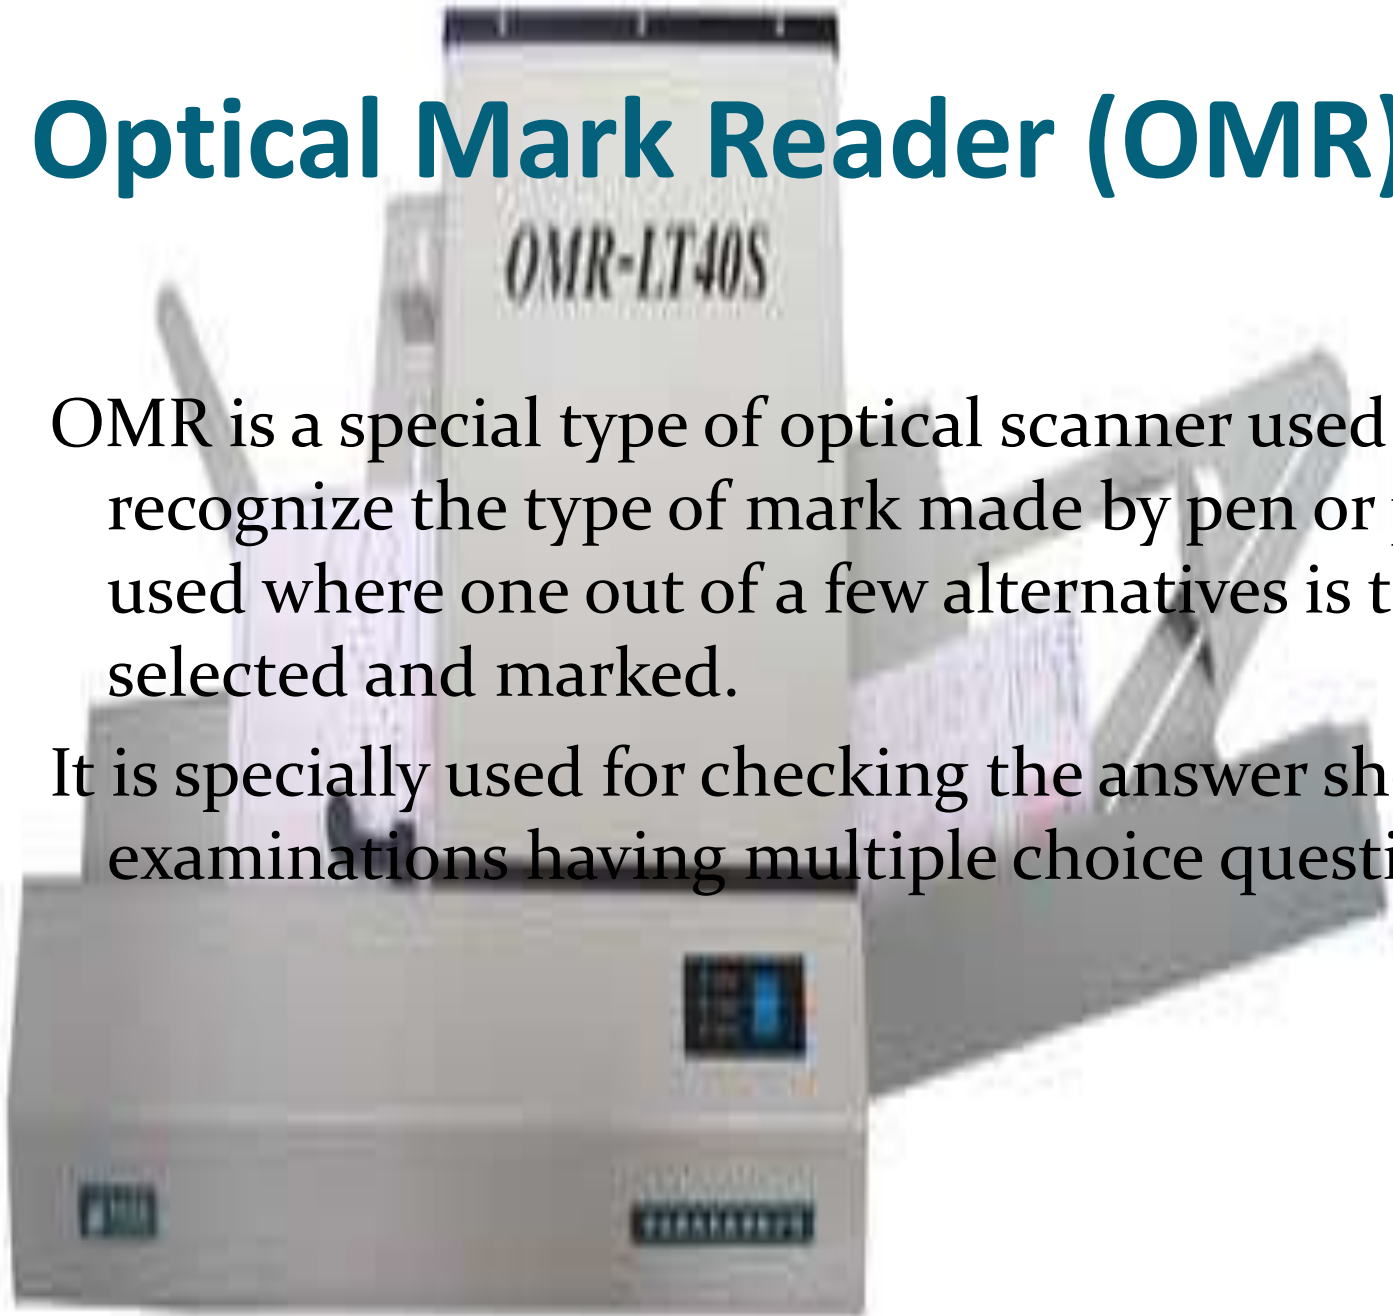 Optical Mark Reader (OMR)
OMR-LT40S
OMR is a special type of optical scanner used
recognize the type of mark made by pen or
used where one out of a few alternatives is
selected and marked.
It is specially used for checking the answer
examinations having multiple choice